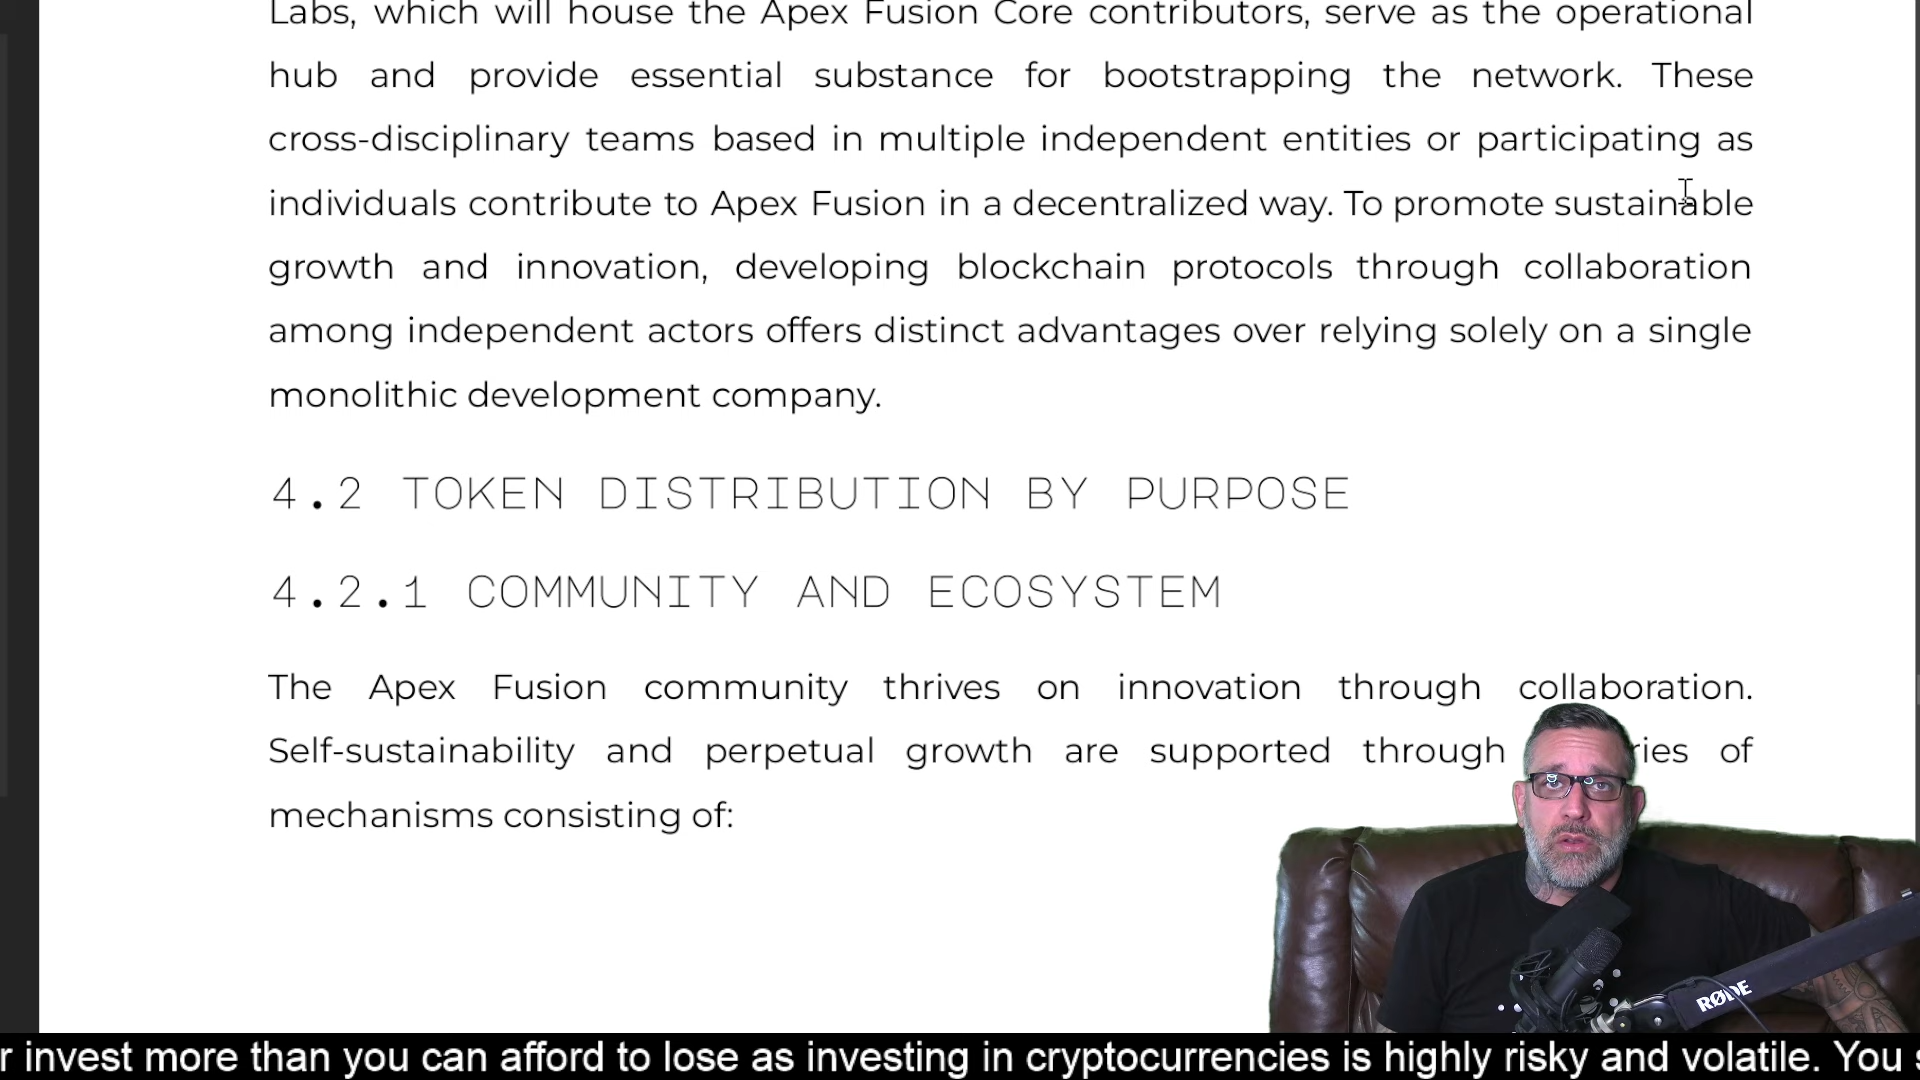 Labs, which will house the Apex Fusion Core contributors, serve as the operational
hub and provide essential substance for bootstrapping the network. These
cross-disciplinary teams based in multiple independent entities or participating as
individuals contribute to Apex Fusion in a decentralized way. To promote sustainable
growth and innovation, developing blockchain protocols through collaboration
among independent actors offers distinct advantages over relying solely on a single
monolithic development company.
4.2 TOKEN DISTRIBUTION BY PURPOSE
4.2.1 COMMUNITY AND ECOSYSTEM
The Apex Fusion community thrives on innovation through collaboration.
Self-sustainability and perpetual growth are supported through of
mechanisms consisting of:
RØDE
invest more than you can afford to lose as investing in cryptocurrencies is highly risky and volatile. You